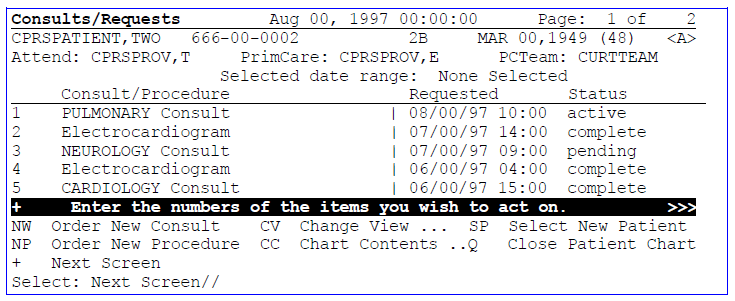 Consults/Requests Aug 00, 1997 00:00:00 Page: 1 of 2
CPRSPATIENT,TWO 666-00-0002 2B MAR 00,1949 (48) <A>
Attend: CPRSPROV,T PrimCare: CPRSPROV,E PCTeam: CURTTEAM
Selected date range: None Selected
Consult/Procedure Requested Status
1 PULMONARY Consult | 08/00/97 10:00 active
2 Electrocardiogram | 07/00/97 14:00 complete
3 NEUROLOGY Consult | 07/00/97 09:00 pending
4 Electrocardiogram | 06/00/97 04:00 complete
5 CARDIOLOGY Consult | 06/00/97 15:00 complete
+ Enter the numbers of the items you wish to act on. >>>
NW Order New Consult CV Change View ... SP Select New Patient
NP Order New Procedure CC Chart Contents ..Q Close Patient Chart
+ Next Screen
Select: Next Screen//